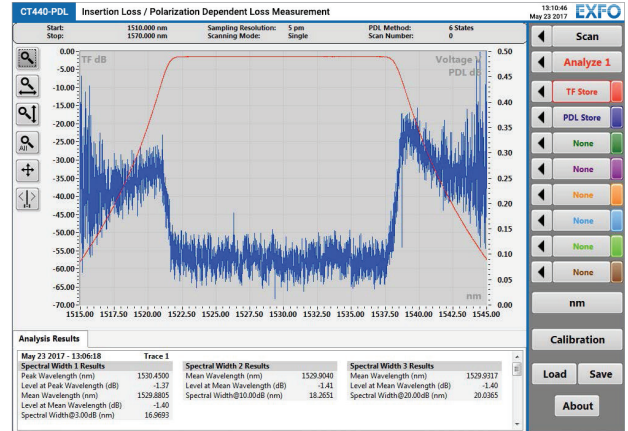 CT440-PDL Insertion Loss / Polarization Dependent Loss Measurement 13:10:46
May 23 2017 EXFO
Start: 1510.000 nm Sampling Resolution: 5 pm PDL Method: 6 States
Stop: 1570.000 nm Scanning Mode: Single Scan Number: 0
Scan
Analyze 1
TF Store
PDL Store
None
None
None
None
None
None
nm
Calibration
Load Save
About
All
TF dB Voltage V
PDL dB
0.00
-5.00
-10.00
-15.00
-20.00
-25.00
-30.00
-35.00
-40.00
-45.00
-50.00
-55.00
-60.00
-65.00
-70.00
0.50
0.45
0.40
0.35
0.30
0.25
0.20
0.15
0.10
0.05
0.00
nm
1515.00 1517.50 1520.00 1522.50 1525.00 1527.50 1530.00 1532.50 1535.00 1537.50 1540.00 1542.50 1545.00
Analysis Results
May 23 2017 - 13:06:18 Trace 1
Spectral Width 1 Results Spectral Width 2 Results Spectral Width 3 Results
Peak Wavelength (nm) 1530.4500 Mean Wavelength (nm) 1529.9040 Mean Wavelength (nm) 1529.9317
Level at Peak Wavelength (dB) -1.37 Level at Mean Wavelength (dB) -1.41 Level at Mean Wavelength (dB) -1.40
Mean Wavelength (nm) 1529.8805 Spectral Width@10.00dB (nm) 18.2651 Spectral Width@20.00dB (nm) 20.0365
Level at Mean Wavelength (dB) -1.40
Spectral Width@3.00dB (nm) 16.9693